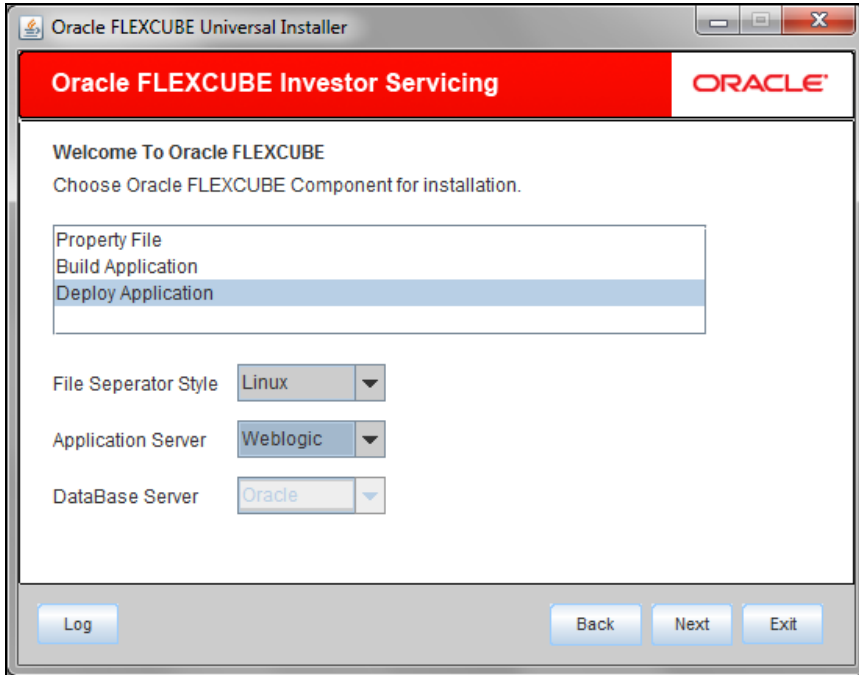 Oracle FLEXCUBE Universal Installer
Oracle FLEXCUBE Investor Servicing
ORACLE
Welcome To Oracle FLEXCUBE
Choose Oracle FLEXCUBE Component for installation.
Property File
Build Application
Deploy Application
File Seperator Style Linux
Application Server Weblogic
DataBase Server Oracle
Log Back Next Exit